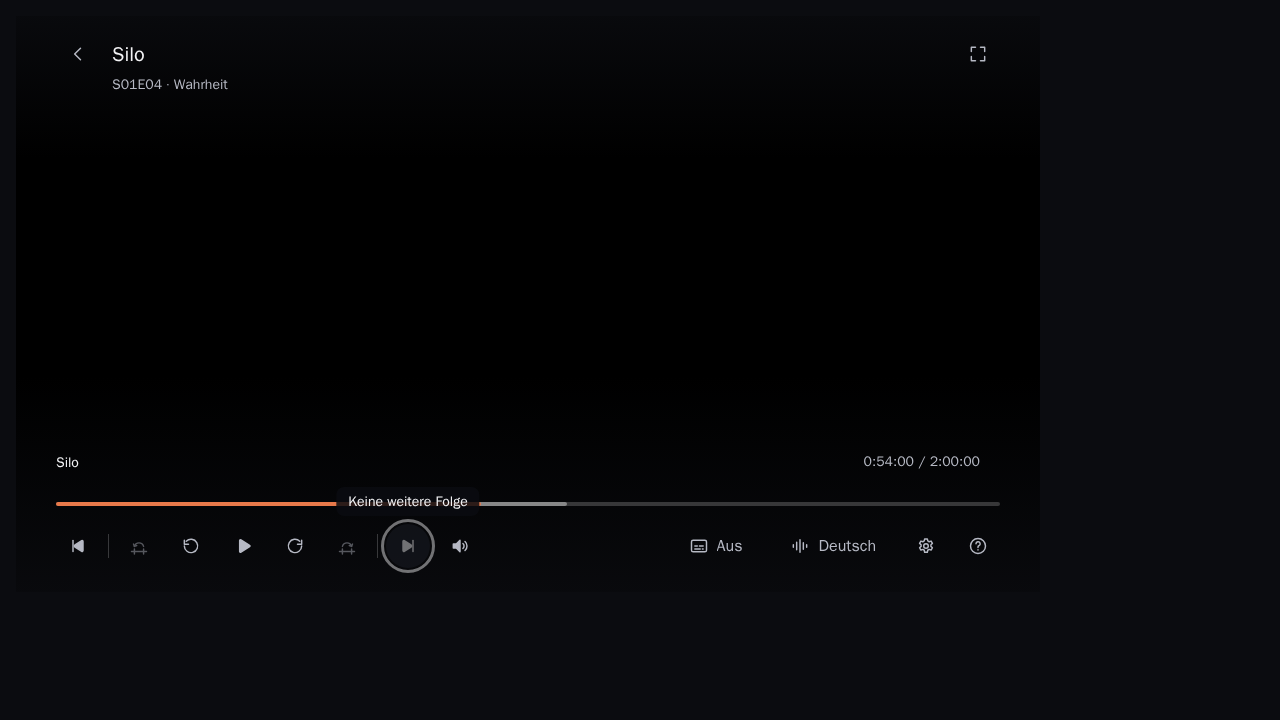 Silo
S01E04 · Wahrheit
Silo
0:54:00 / 2:00:00
Keine weitere Folge
Aus
Deutsch